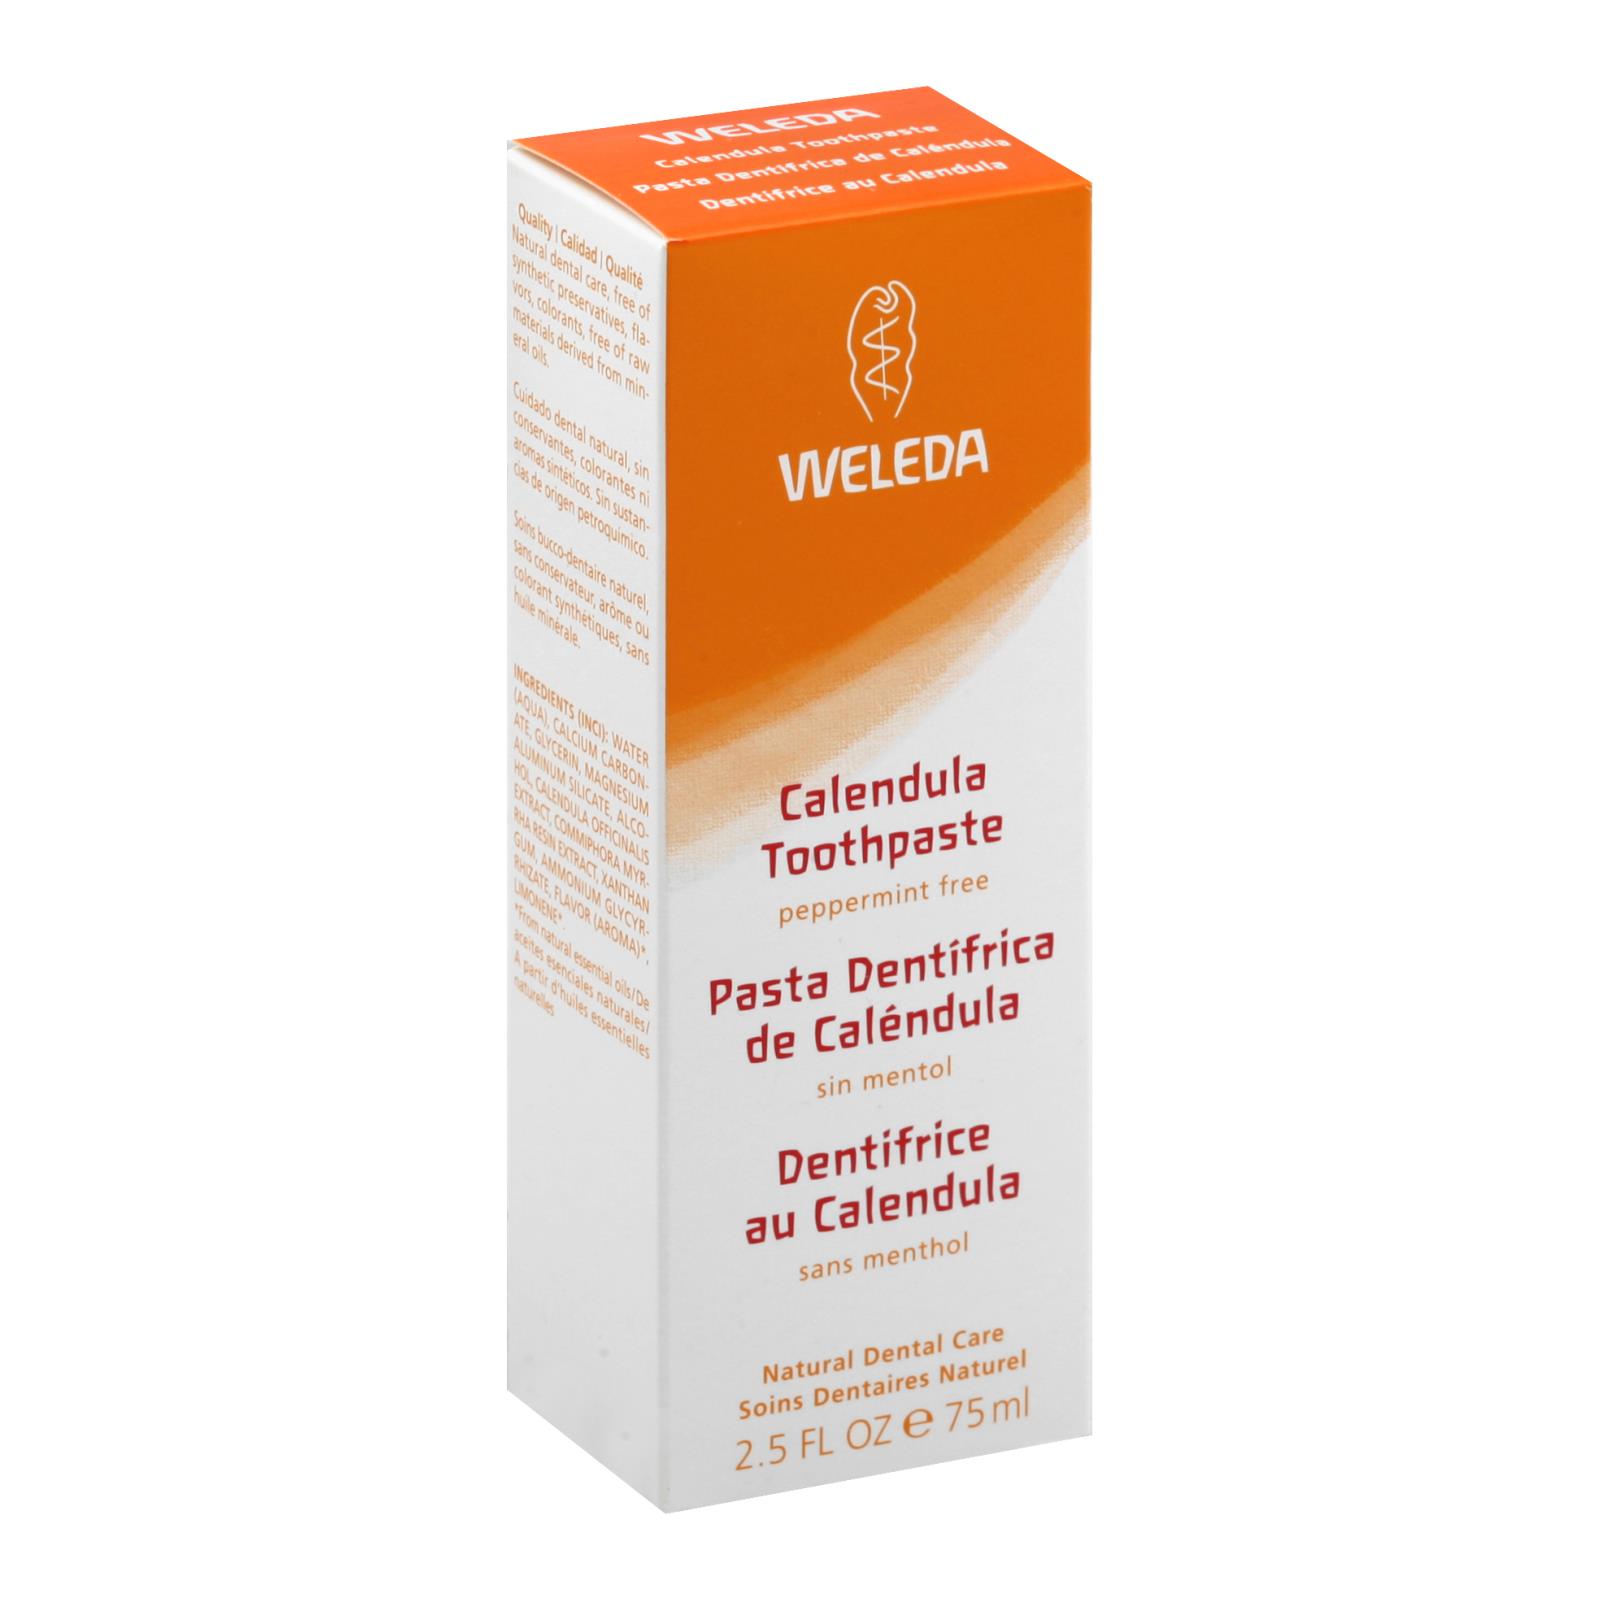 WELEDA
Calendula Toothpaste
Pasta Dentífrica de Caléndula
Dentifrice au Calendula
Quality | Calidad | Qualité
Natural dental care, free of
synthetic preservatives, fla-
vors, colorants, free of raw
materials derived from min-
eral oils.
Cuidado dental natural, sin
conservantes, colorantes ni
aromas sintéticos. Sin sustan-
cias de origen petroquímico.
Soins bucco-dentaire naturel,
sans conservateur, arôme ou
colorant synthétiques, sans
huile minérale.
INGREDIENTS (INCI): WATER
(AQUA), CALCIUM CARBON-
ATE, GLYCERIN, MAGNESIUM
ALUMINUM SILICATE, ALCO-
HOL, CALENDULA OFFICINALIS
EXTRACT, COMMIPHORA MYR-
RHA RESIN EXTRACT, XANTHAN
GUM, AMMONIUM GLYCYR-
RHIZATE, FLAVOR (AROMA)*,
LIMONENE*.
*From natural essential oils/De
aceites esenciales naturales/
A partir d'huiles essentielles
naturelles
WELEDA
Calendula
Toothpaste
peppermint free
Pasta Dentífrica
de Caléndula
sin mentol
Dentifrice
au Calendula
sans menthol
Natural Dental Care
Soins Dentaires Naturel
2.5 FL OZ ℮ 75 ml